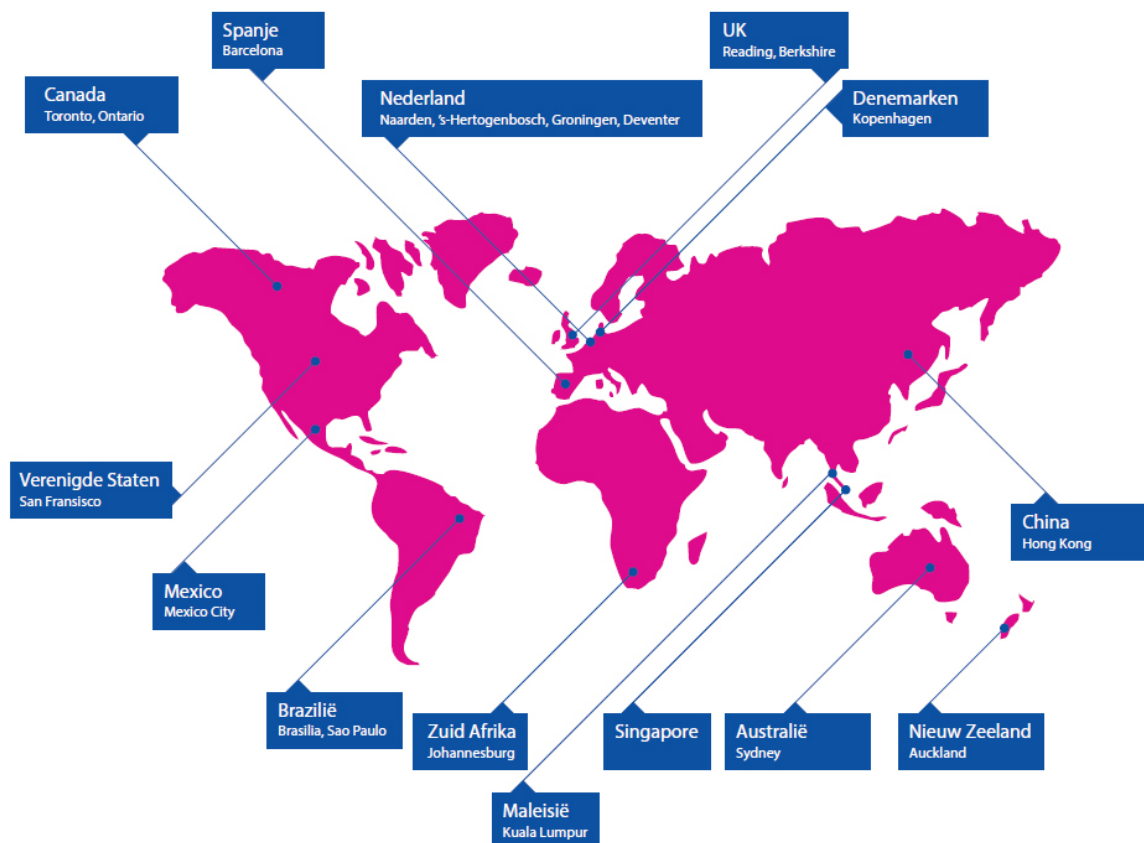 Spanje
Barcelona
UK
Reading, Berkshire
Canada
Toronto, Ontario
Nederland
Naarden, ‘s-Hertogenbosch, Groningen, Deventer
Denemarken
Kopenhagen
Verenigde Staten
San Fransisco
China
Hong Kong
Mexico
Mexico City
Brazilië
Brasilia, Sao Paulo
Zuid Afrika
Johannesburg
Singapore
Australië
Sydney
Nieuw Zeeland
Auckland
Maleisië
Kuala Lumpur